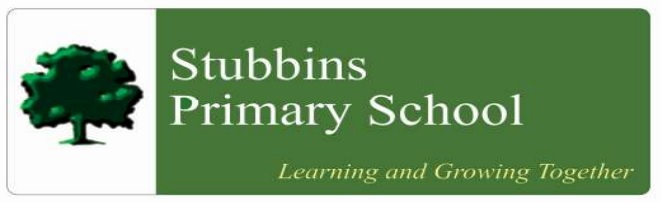 Stubbins
Primary School
Learning and Growing Together